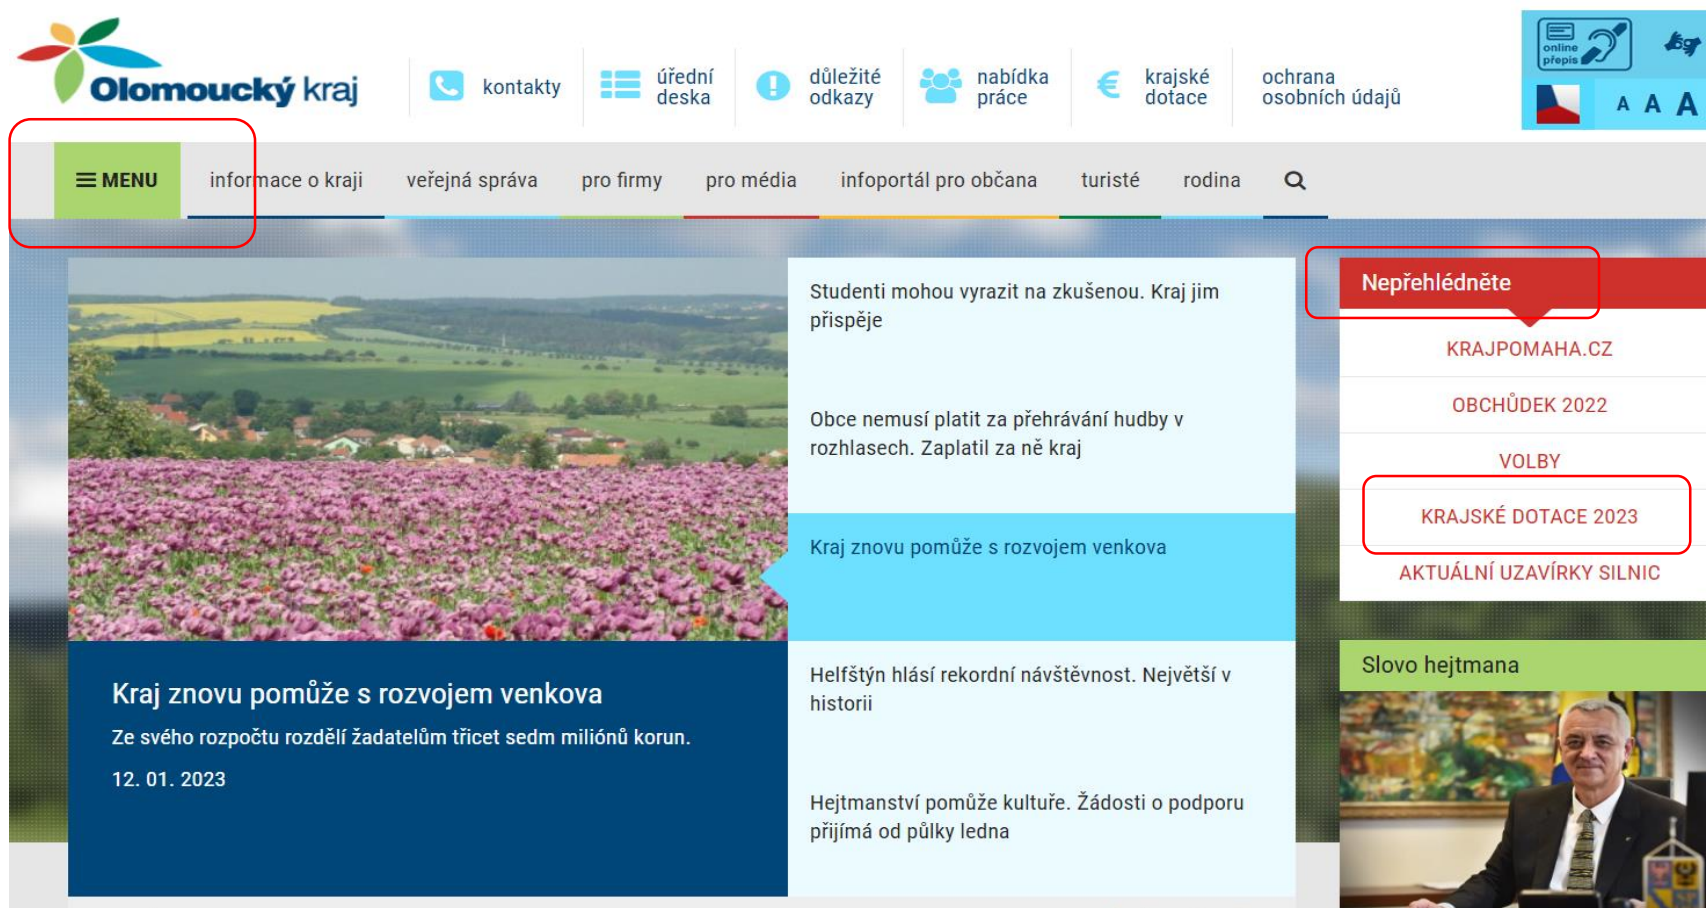 Olomoucký kraj
kontakty
úřední
deska
důležité
odkazy
nabídka
práce
krajské
dotace
ochrana
osobních údajů
online
přepis
A A A
MENU
informace o kraji
veřejná správa
pro firmy
pro média
infoportál pro občana
turisté
rodina
Studenti mohou vyrazit na zkušenou. Kraj jim
přispěje
Obce nemusí platit za přehrávání hudby v
rozhlasech. Zaplatil za ně kraj
Kraj znovu pomůže s rozvojem venkova
Helfštýn hlásí rekordní návštěvnost. Největší v
historii
Hejtmanství pomůže kultuře. Žádosti o podporu
přijímá od půlky ledna
Kraj znovu pomůže s rozvojem venkova
Ze svého rozpočtu rozdělí žadatelům třicet sedm miliónů korun.
12. 01. 2023
Nepřehlédněte
KRAJPOMAHA.CZ
OBCHŮDEK 2022
VOLBY
KRAJSKÉ DOTACE 2023
AKTUÁLNÍ UZAVÍRKY SILNIC
Slovo hejtmana